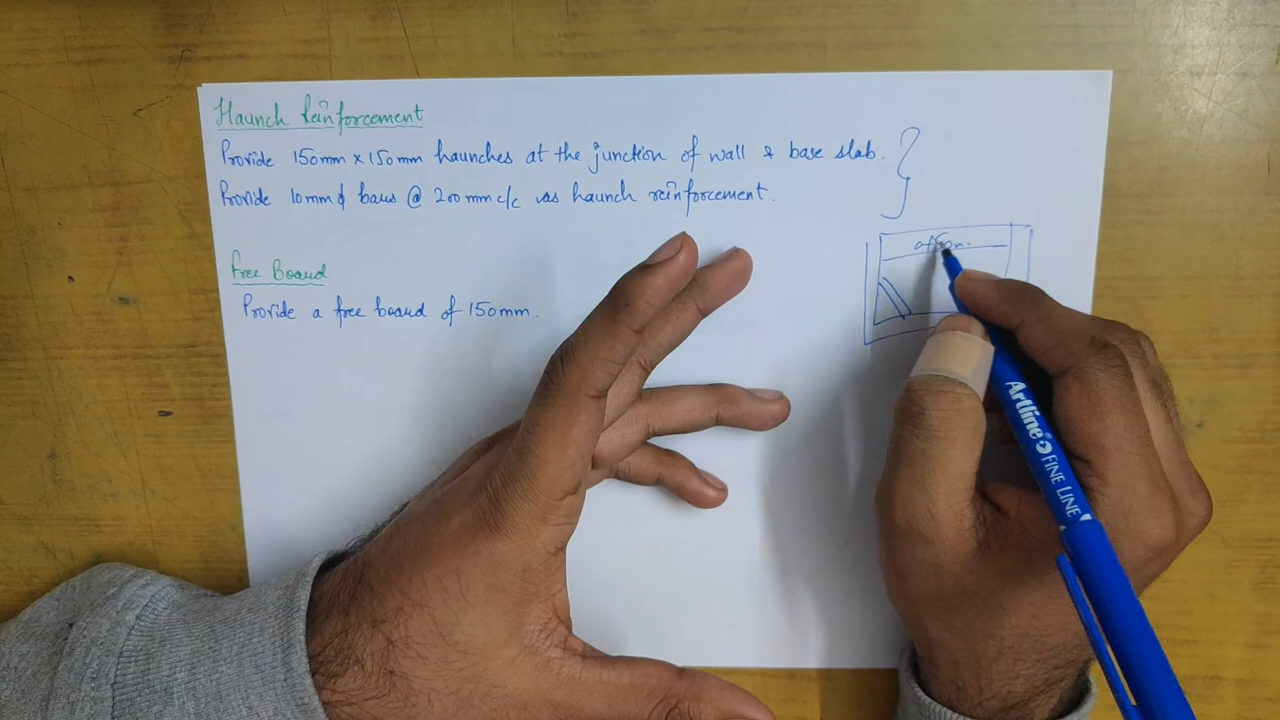 Haunch Reinforcement
Provide 150mm x 150mm haunches at the junction of wall & base slab.
Provide 10mm ϕ bars @ 200mm c/c as haunch reinforcement.
Free Board
Provide a free board of 150mm.
Artline FINE LINE